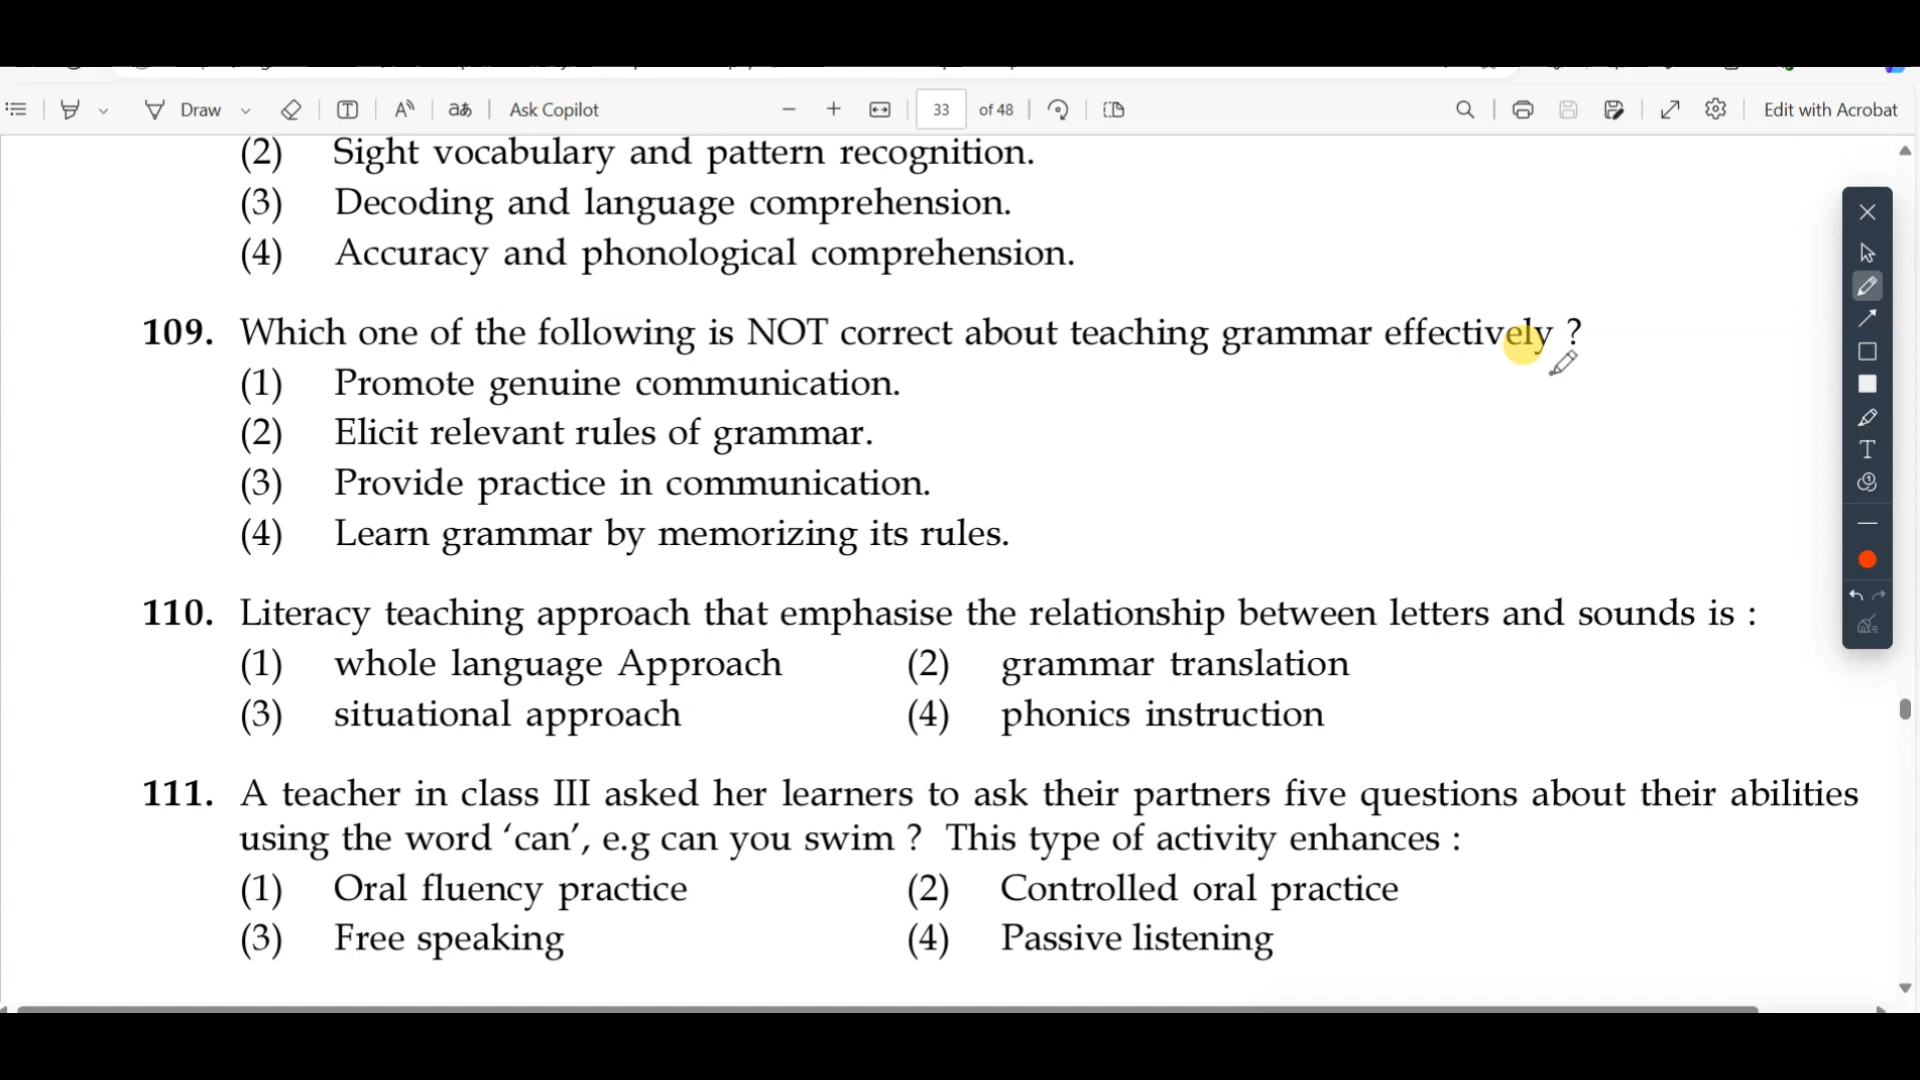 Draw
aあ
Ask Copilot
33
of 48
Edit with Acrobat
(2) Sight vocabulary and pattern recognition.
(3) Decoding and language comprehension.
(4) Accuracy and phonological comprehension.
109. Which one of the following is NOT correct about teaching grammar effectively ?
(1) Promote genuine communication.
(2) Elicit relevant rules of grammar.
(3) Provide practice in communication.
(4) Learn grammar by memorizing its rules.
110. Literacy teaching approach that emphasise the relationship between letters and sounds is :
(1) whole language Approach (2) grammar translation
(3) situational approach (4) phonics instruction
111. A teacher in class III asked her learners to ask their partners five questions about their abilities
using the word ‘can’, e.g can you swim ? This type of activity enhances :
(1) Oral fluency practice (2) Controlled oral practice
(3) Free speaking (4) Passive listening